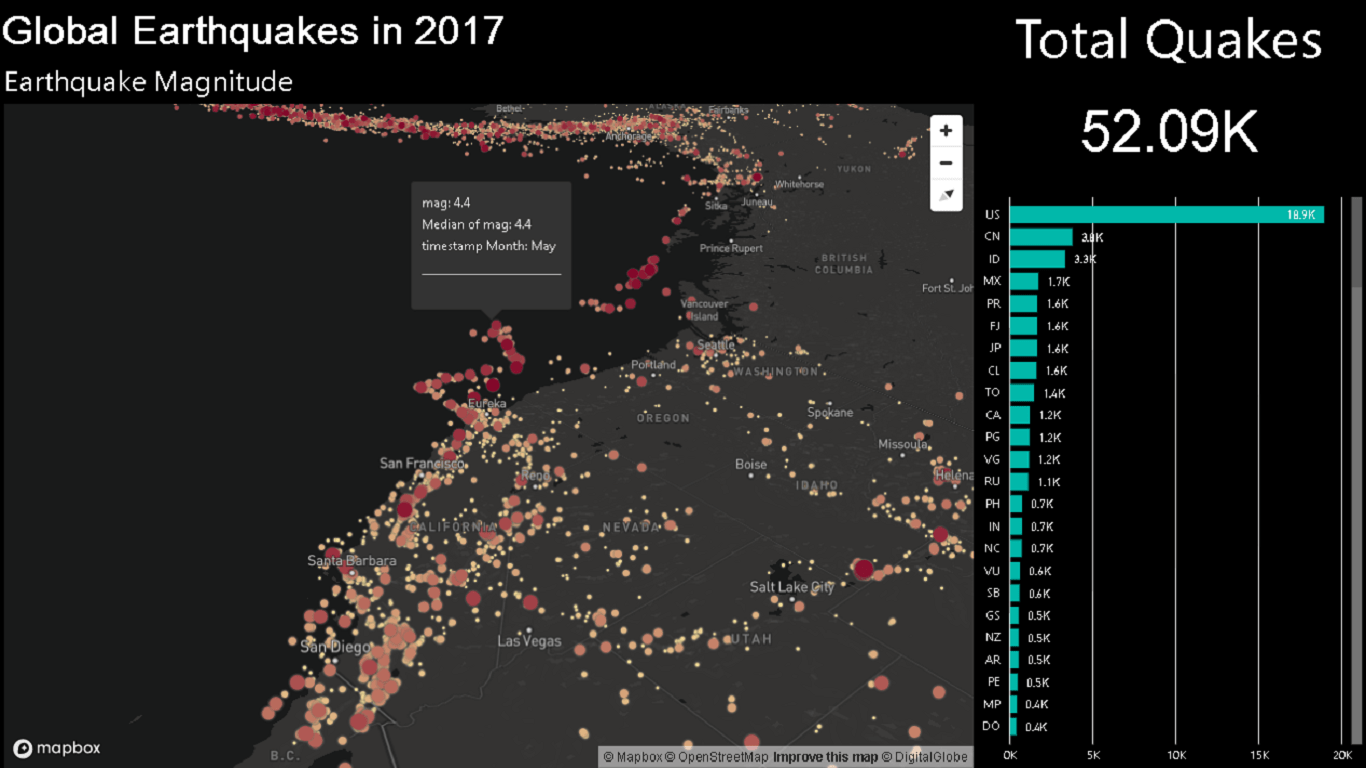 Global Earthquakes in 2017
Earthquake Magnitude
Total Quakes
52.09K
mag: 4.4
Median of mag: 4.4
timestamp Month: May
Bethel
ALASKA
Fairbanks
Anchorage
YUKON
Whitehorse
Sitka
Juneau
Prince Rupert
BRITISH
COLUMBIA
Fort St. Joh
Vancouver
Island
Seattle
Portland
WASHINGTON
Eureka
OREGON
Spokane
Missoula
San Francisco
Reno
Boise
IDAHO
Helena
CALIFORNIA
NEVADA
Santa Barbara
Salt Lake City
San Diego
Las Vegas
UTAH
B.C.
mapbox
© Mapbox © OpenStreetMap Improve this map © DigitalGlobe
US 18.9K
CN 3.8K
ID 3.3K
MX 1.7K
PR 1.6K
FJ 1.6K
JP 1.6K
CL 1.6K
TO 1.4K
CA 1.2K
PG 1.2K
VG 1.2K
RU 1.1K
PH 0.7K
IN 0.7K
NC 0.7K
VU 0.6K
SB 0.6K
GS 0.5K
NZ 0.5K
AR 0.5K
PE 0.5K
MP 0.4K
DO 0.4K
0K 5K 10K 15K 20K